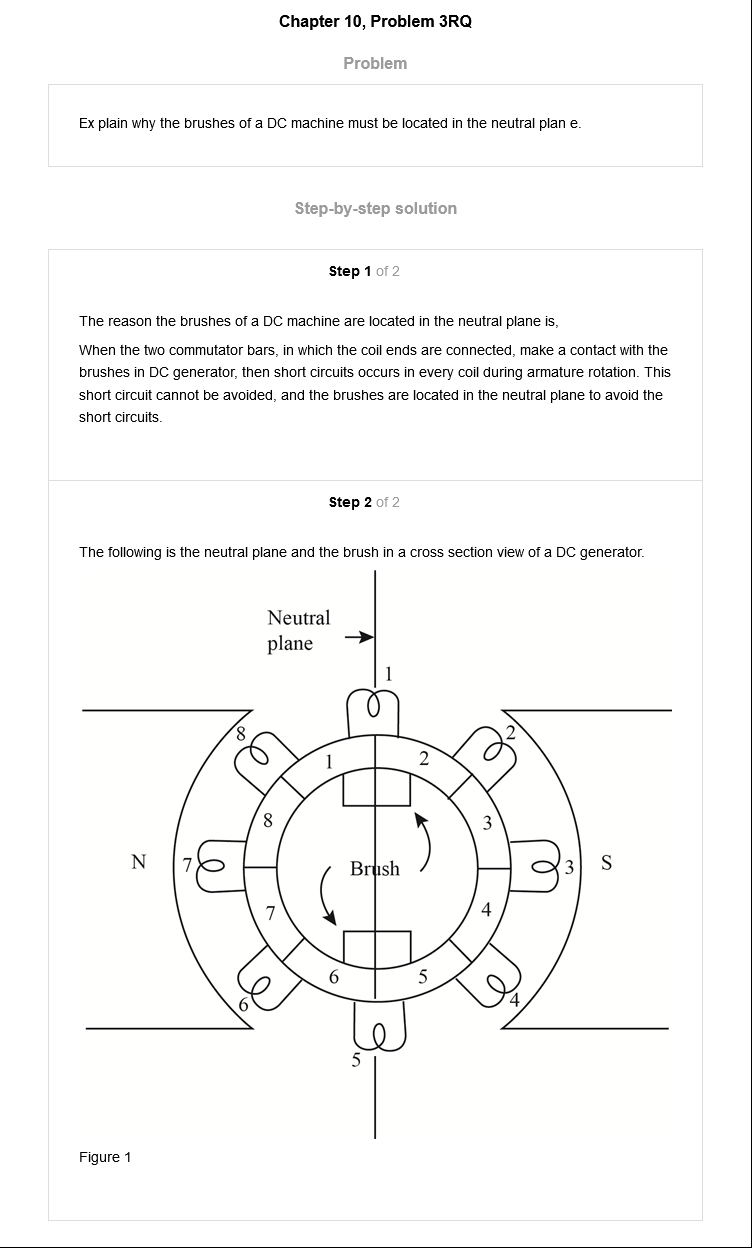 Chapter 10, Problem 3RQ
Problem
Ex plain why the brushes of a DC machine must be located in the neutral plan e.
Step-by-step solution
Step 1 of 2
The reason the brushes of a DC machine are located in the neutral plane is,
When the two commutator bars, in which the coil ends are connected, make a contact with the
brushes in DC generator, then short circuits occurs in every coil during armature rotation. This
short circuit cannot be avoided, and the brushes are located in the neutral plane to avoid the
short circuits.
Step 2 of 2
The following is the neutral plane and the brush in a cross section view of a DC generator.
Neutral
plane
1
8
2
1
2
8
3
N
7
Brush
3
S
7
4
6
5
6
4
5
Figure 1